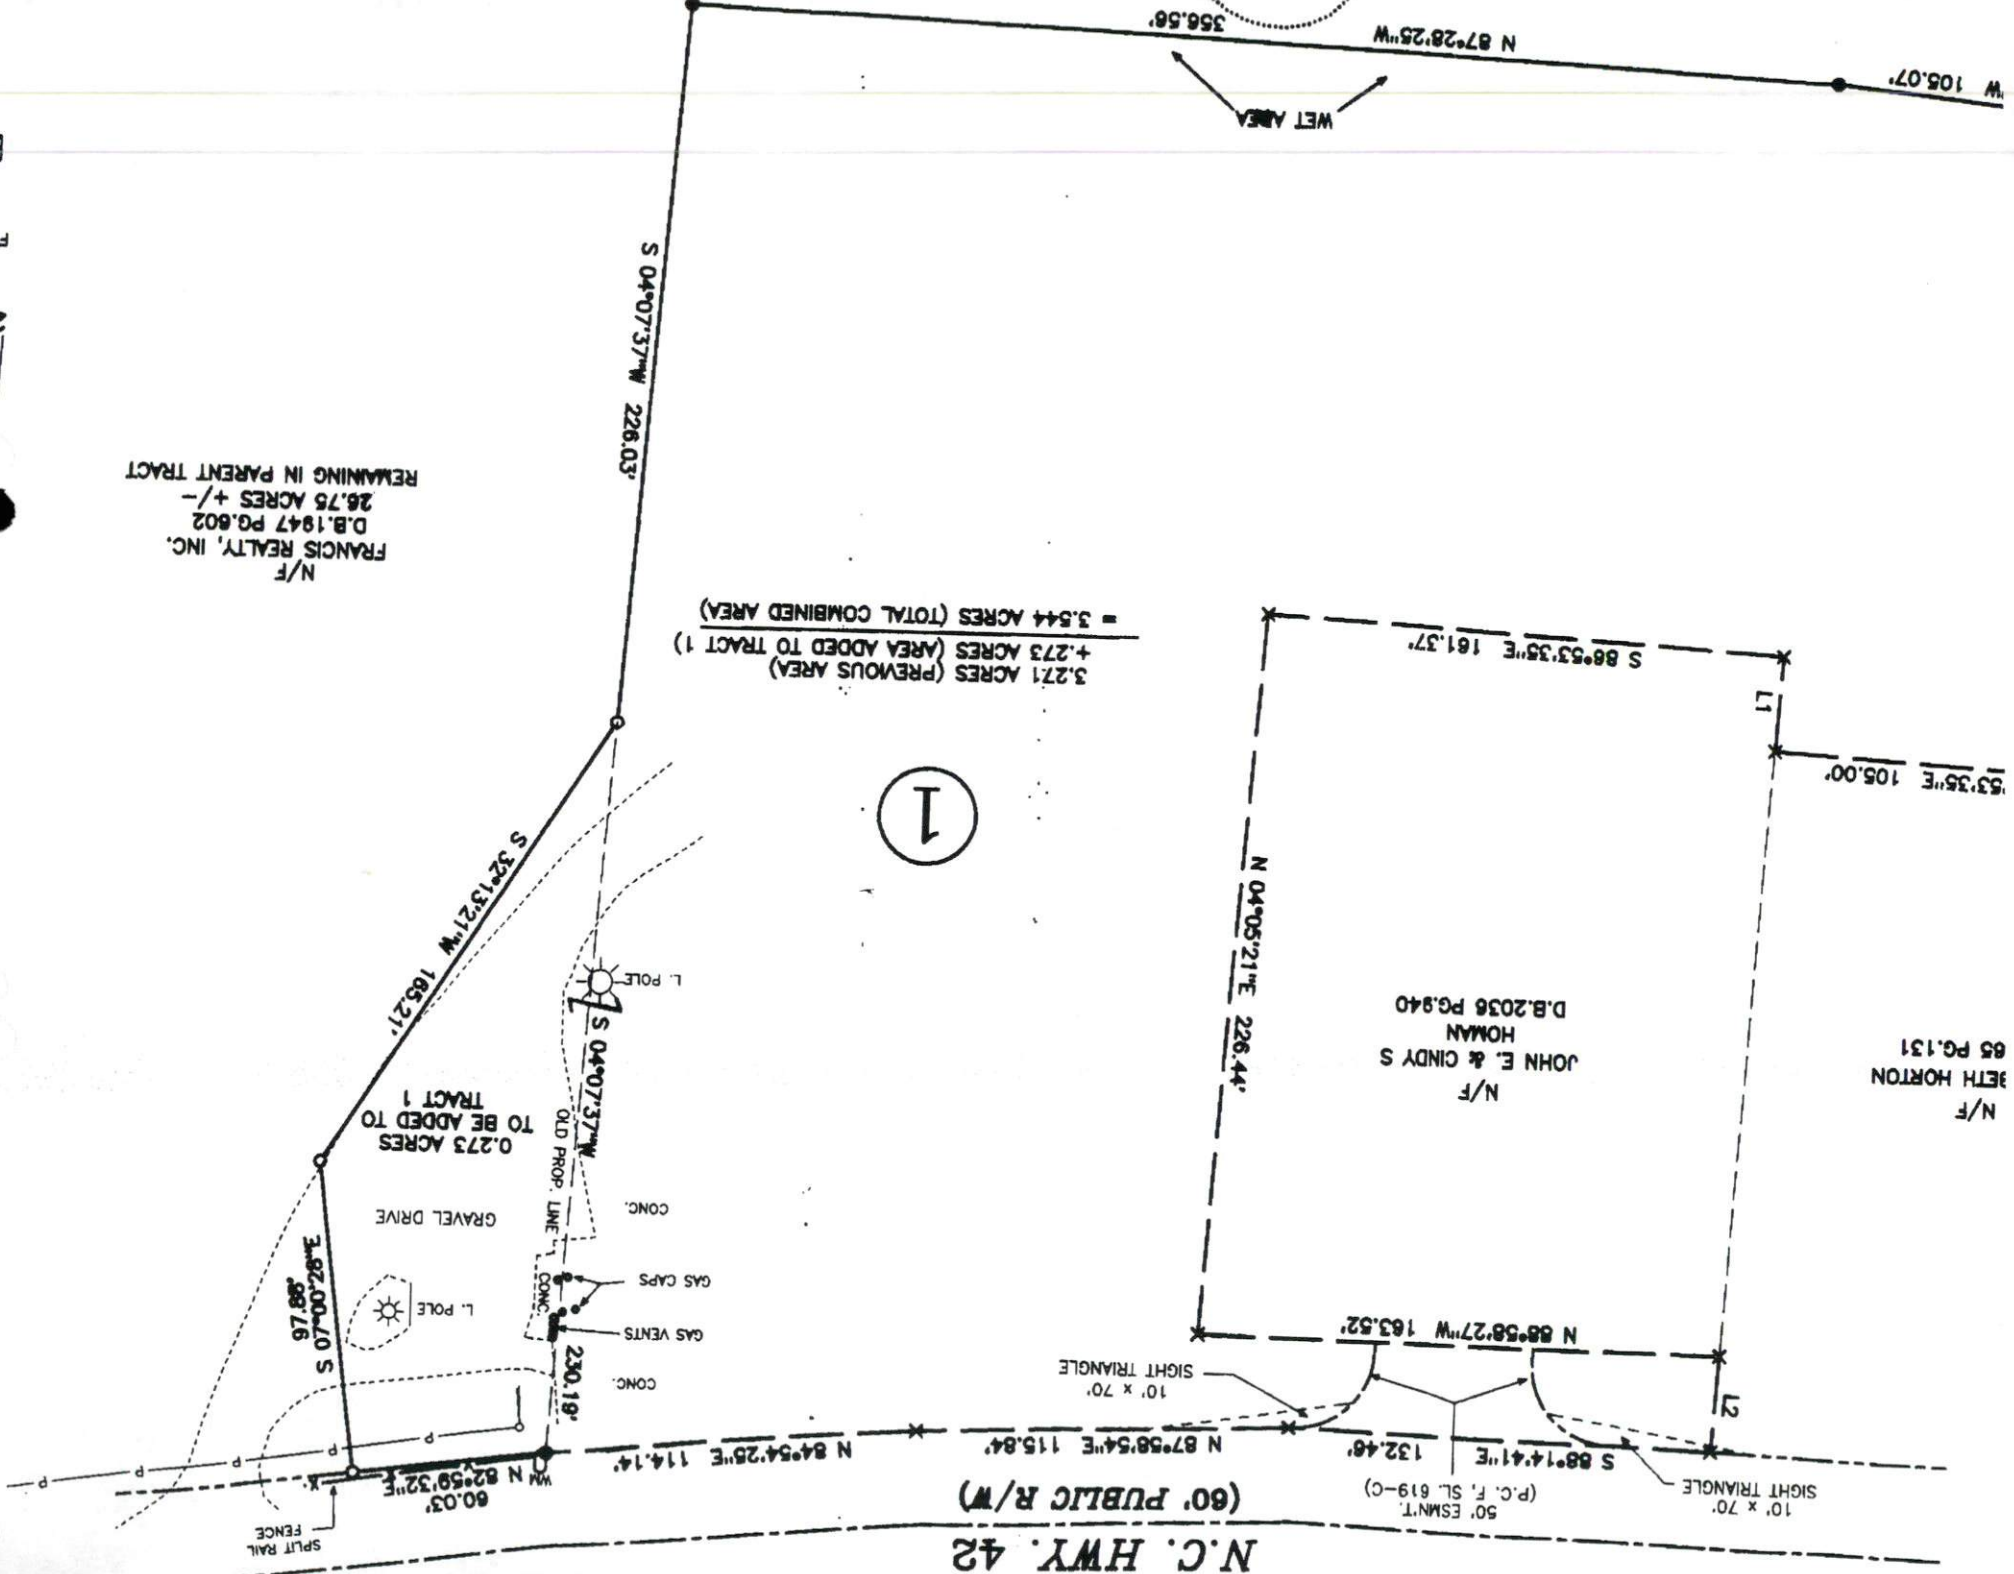 N.C. HWY. 42
(60' PUBLIC R/W)
10' x 70'
SIGHT TRIANGLE
50' ESMN'T.
(P.C. F, SL. 619-C)
SPLIT RAIL
FENCE
S 88°14'41"E 132.46'
N 87°58'54"E 115.84'
N 84°54'25"E 114.14'
N 82°59'32"E
60.03'
WM
P
P
P
P
P
L2
10' x 70'
SIGHT TRIANGLE
N 88°58'27"W 163.52'
CONC.
230.19'
GAS VENTS
GAS CAPS
CONC.
L. POLE
S 07°00'28"E
97.88'
GRAVEL DRIVE
CONC.
OLD PROP. LINE
S 04°07'37"W
0.273 ACRES
TO BE ADDED TO
TRACT 1
N/F
BETH HORTON
65 PG.131
N/F
JOHN E. & CINDY S
HOMAN
D.B.2036 PG.940
N 04°05'21"E 226.44'
L. POLE
S 32°13'21"W 165.21'
1
53'35"E 105.00'
L1
S 86°53'35"E 161.37'
3.271 ACRES (PREVIOUS AREA)
+.273 ACRES (AREA ADDED TO TRACT 1)
= 3.544 ACRES (TOTAL COMBINED AREA)
N/F
FRANCIS REALTY, INC.
D.B.1947 PG.602
26.75 ACRES +/-
REMAINING IN PARENT TRACT
S 04°07'37"W 226.03'
WET AREA
W 105.07'
N 87°28'25"W 356.56'